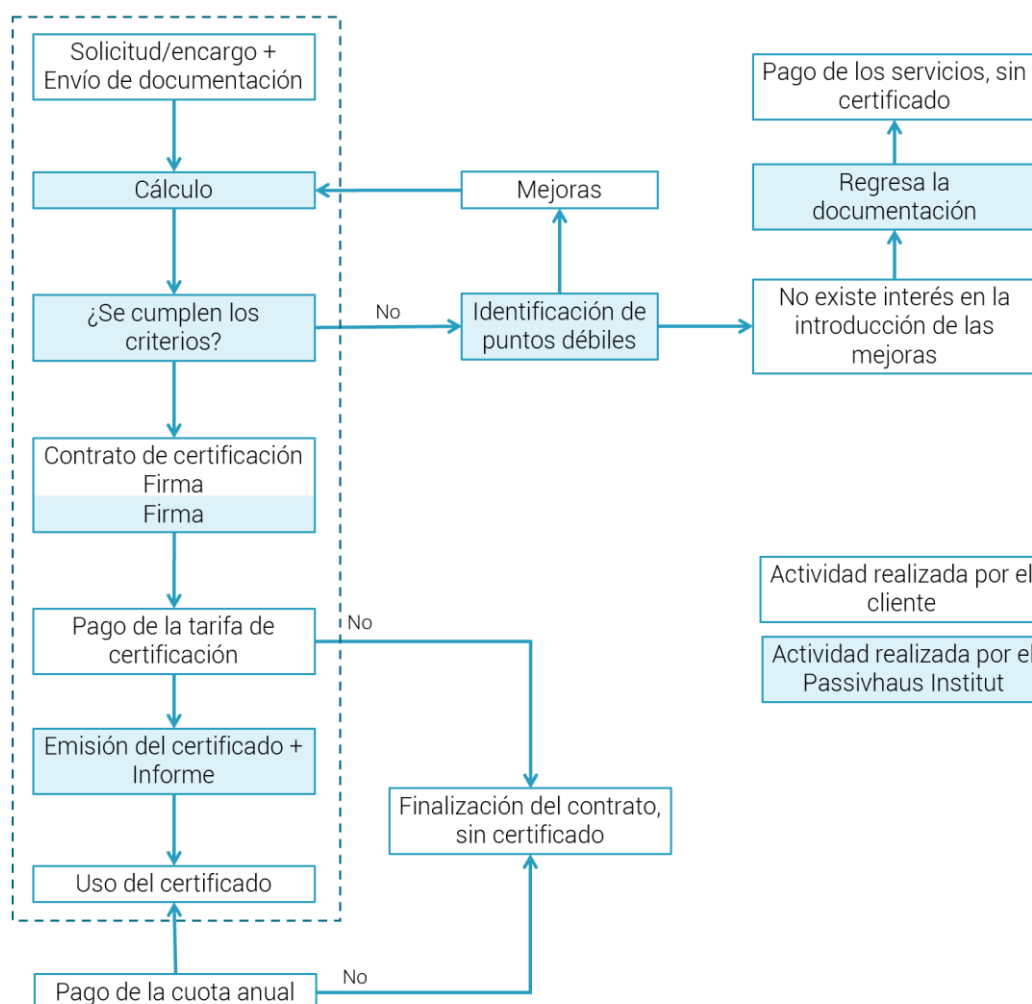 Solicitud/encargo +
Envío de documentación
Pago de los servicios, sin
certificado
Cálculo
Mejoras
Regresa la
documentación
¿Se cumplen los
criterios?
No
Identificación de
puntos débiles
No existe interés en la
introducción de las
mejoras
Contrato de certificación
Firma
Firma
Actividad realizada por el
cliente
Pago de la tarifa de
certificación
No
Actividad realizada por el
Passivhaus Institut
Emisión del certificado +
Informe
Finalización del contrato,
sin certificado
Uso del certificado
Pago de la cuota anual
No